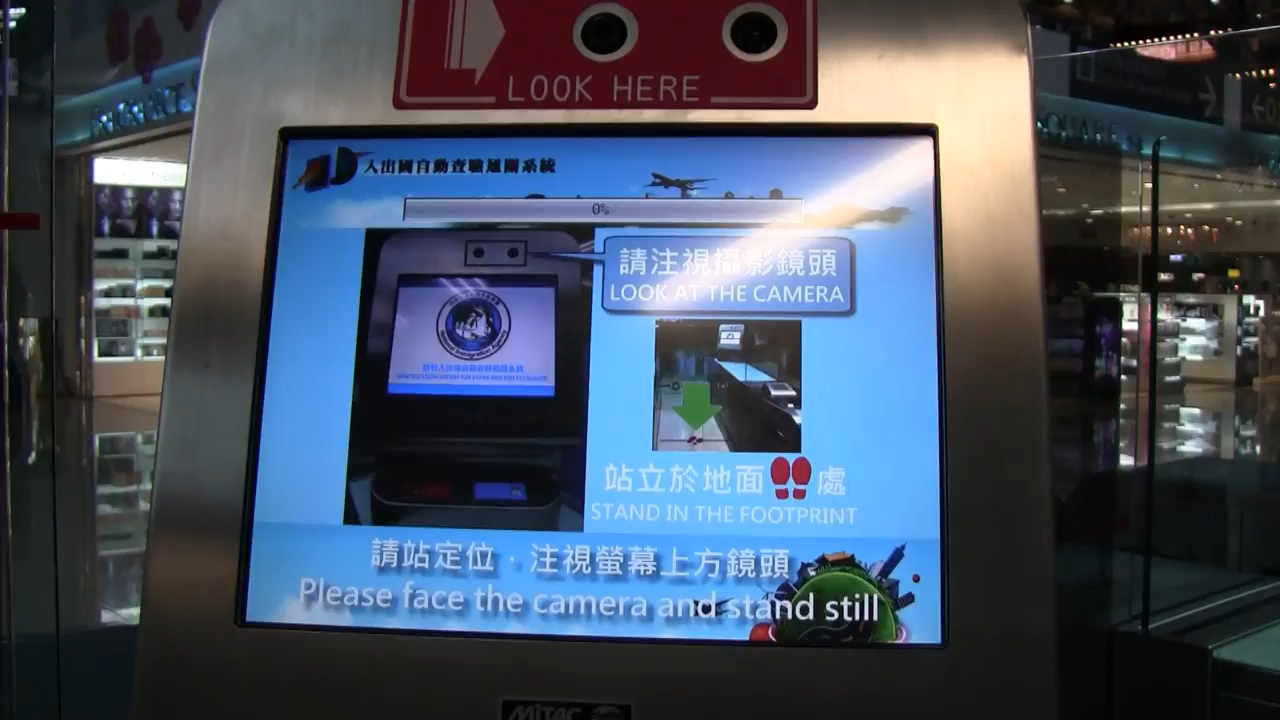 LOOK HERE
入出國自動查驗通關系統
0%
請注視攝影鏡頭
LOOK AT THE CAMERA
站立於地面處
STAND IN THE FOOTPRINT
請站定位,注視螢幕上方鏡頭
Please face the camera and stand still
MiTAC